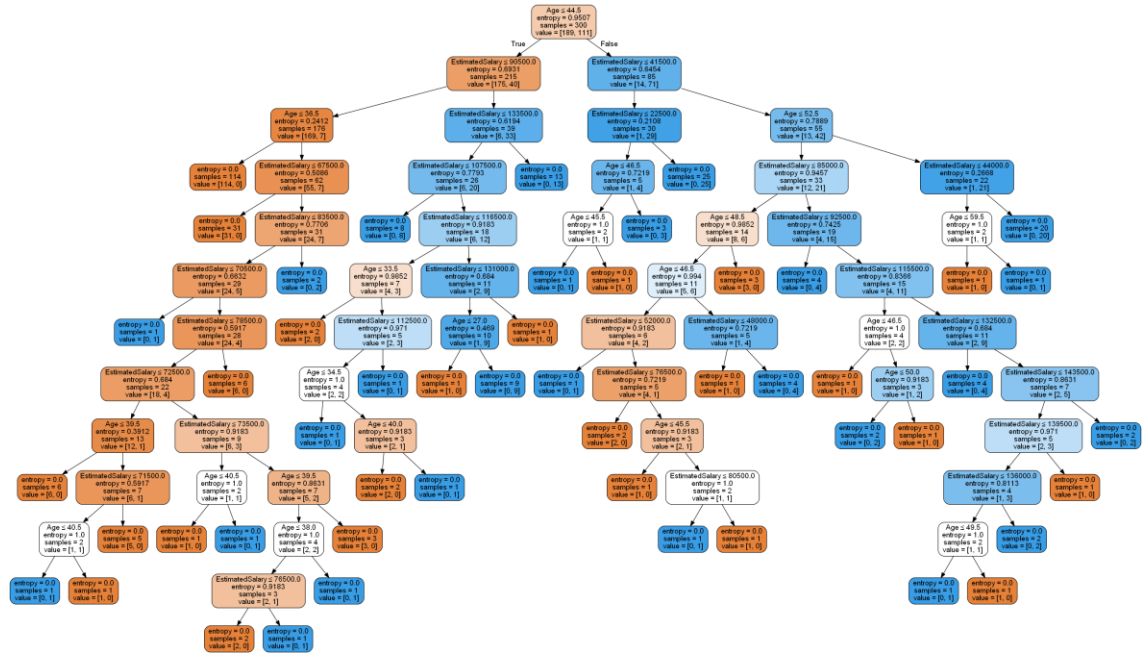 Age ≤ 44.5
entropy = 0.9507
samples = 300
value = [189, 111]
True
False
EstimatedSalary ≤ 90500.0
entropy = 0.6931
samples = 215
value = [175, 40]
EstimatedSalary ≤ 41500.0
entropy = 0.6454
samples = 85
value = [14, 71]
Age ≤ 36.5
entropy = 0.2412
samples = 176
value = [169, 7]
EstimatedSalary ≤ 133500.0
entropy = 0.6194
samples = 39
value = [6, 33]
EstimatedSalary ≤ 22500.0
entropy = 0.2108
samples = 30
value = [1, 29]
Age ≤ 52.5
entropy = 0.7889
samples = 55
value = [13, 42]
entropy = 0.0
samples = 114
value = [114, 0]
EstimatedSalary ≤ 67500.0
entropy = 0.5086
samples = 62
value = [55, 7]
EstimatedSalary ≤ 107500.0
entropy = 0.7793
samples = 26
value = [6, 20]
entropy = 0.0
samples = 13
value = [0, 13]
Age ≤ 46.5
entropy = 0.7219
samples = 5
value = [1, 4]
entropy = 0.0
samples = 25
value = [0, 25]
EstimatedSalary ≤ 85000.0
entropy = 0.9457
samples = 33
value = [12, 21]
EstimatedSalary ≤ 44000.0
entropy = 0.2668
samples = 22
value = [1, 21]
entropy = 0.0
samples = 31
value = [31, 0]
EstimatedSalary ≤ 83500.0
entropy = 0.7706
samples = 31
value = [24, 7]
entropy = 0.0
samples = 8
value = [0, 8]
EstimatedSalary ≤ 116500.0
entropy = 0.9183
samples = 18
value = [6, 12]
Age ≤ 45.5
entropy = 1.0
samples = 2
value = [1, 1]
entropy = 0.0
samples = 3
value = [0, 3]
Age ≤ 48.5
entropy = 0.9852
samples = 14
value = [8, 6]
EstimatedSalary ≤ 92500.0
entropy = 0.7425
samples = 19
value = [4, 15]
Age ≤ 59.5
entropy = 1.0
samples = 2
value = [1, 1]
entropy = 0.0
samples = 20
value = [0, 20]
EstimatedSalary ≤ 70500.0
entropy = 0.6632
samples = 29
value = [24, 5]
entropy = 0.0
samples = 2
value = [0, 2]
Age ≤ 33.5
entropy = 0.9852
samples = 7
value = [4, 3]
EstimatedSalary ≤ 131000.0
entropy = 0.684
samples = 11
value = [2, 9]
entropy = 0.0
samples = 1
value = [0, 1]
entropy = 0.0
samples = 1
value = [1, 0]
Age ≤ 46.5
entropy = 0.994
samples = 11
value = [5, 6]
entropy = 0.0
samples = 3
value = [3, 0]
entropy = 0.0
samples = 4
value = [0, 4]
EstimatedSalary ≤ 115500.0
entropy = 0.8366
samples = 15
value = [4, 11]
entropy = 0.0
samples = 1
value = [1, 0]
entropy = 0.0
samples = 1
value = [0, 1]
entropy = 0.0
samples = 1
value = [0, 1]
EstimatedSalary ≤ 78500.0
entropy = 0.5917
samples = 28
value = [24, 4]
entropy = 0.0
samples = 2
value = [2, 0]
EstimatedSalary ≤ 112500.0
entropy = 0.971
samples = 5
value = [2, 3]
Age ≤ 27.0
entropy = 0.469
samples = 10
value = [1, 9]
entropy = 0.0
samples = 1
value = [1, 0]
EstimatedSalary ≤ 52000.0
entropy = 0.9183
samples = 6
value = [4, 2]
EstimatedSalary ≤ 48000.0
entropy = 0.7219
samples = 5
value = [1, 4]
Age ≤ 46.5
entropy = 1.0
samples = 4
value = [2, 2]
EstimatedSalary ≤ 132500.0
entropy = 0.684
samples = 11
value = [2, 9]
EstimatedSalary ≤ 72500.0
entropy = 0.684
samples = 22
value = [18, 4]
entropy = 0.0
samples = 6
value = [6, 0]
Age ≤ 34.5
entropy = 1.0
samples = 4
value = [2, 2]
entropy = 0.0
samples = 1
value = [0, 1]
entropy = 0.0
samples = 1
value = [1, 0]
entropy = 0.0
samples = 9
value = [0, 9]
entropy = 0.0
samples = 1
value = [0, 1]
EstimatedSalary ≤ 76500.0
entropy = 0.7219
samples = 5
value = [4, 1]
entropy = 0.0
samples = 1
value = [1, 0]
entropy = 0.0
samples = 4
value = [0, 4]
entropy = 0.0
samples = 1
value = [1, 0]
Age ≤ 50.0
entropy = 0.9183
samples = 3
value = [1, 2]
entropy = 0.0
samples = 4
value = [0, 4]
EstimatedSalary ≤ 143500.0
entropy = 0.8631
samples = 7
value = [2, 5]
Age ≤ 39.5
entropy = 0.3912
samples = 13
value = [12, 1]
EstimatedSalary ≤ 73500.0
entropy = 0.9183
samples = 9
value = [6, 3]
entropy = 0.0
samples = 1
value = [0, 1]
Age ≤ 40.0
entropy = 0.9183
samples = 3
value = [2, 1]
entropy = 0.0
samples = 2
value = [2, 0]
Age ≤ 45.5
entropy = 0.9183
samples = 3
value = [2, 1]
entropy = 0.0
samples = 2
value = [0, 2]
entropy = 0.0
samples = 1
value = [1, 0]
EstimatedSalary ≤ 139500.0
entropy = 0.971
samples = 5
value = [2, 3]
entropy = 0.0
samples = 2
value = [0, 2]
entropy = 0.0
samples = 6
value = [6, 0]
EstimatedSalary ≤ 71500.0
entropy = 0.5917
samples = 7
value = [6, 1]
Age ≤ 40.5
entropy = 1.0
samples = 2
value = [1, 1]
Age ≤ 39.5
entropy = 0.8631
samples = 7
value = [5, 2]
entropy = 0.0
samples = 2
value = [2, 0]
entropy = 0.0
samples = 1
value = [0, 1]
entropy = 0.0
samples = 1
value = [1, 0]
EstimatedSalary ≤ 80500.0
entropy = 1.0
samples = 2
value = [1, 1]
EstimatedSalary ≤ 136000.0
entropy = 0.8113
samples = 4
value = [1, 3]
entropy = 0.0
samples = 1
value = [1, 0]
Age ≤ 40.5
entropy = 1.0
samples = 2
value = [1, 1]
entropy = 0.0
samples = 5
value = [5, 0]
entropy = 0.0
samples = 1
value = [1, 0]
entropy = 0.0
samples = 1
value = [0, 1]
Age ≤ 38.0
entropy = 1.0
samples = 4
value = [2, 2]
entropy = 0.0
samples = 3
value = [3, 0]
entropy = 0.0
samples = 1
value = [0, 1]
entropy = 0.0
samples = 1
value = [1, 0]
Age ≤ 49.5
entropy = 1.0
samples = 2
value = [1, 1]
entropy = 0.0
samples = 2
value = [0, 2]
entropy = 0.0
samples = 1
value = [0, 1]
entropy = 0.0
samples = 1
value = [1, 0]
EstimatedSalary ≤ 76500.0
entropy = 0.9183
samples = 3
value = [2, 1]
entropy = 0.0
samples = 1
value = [0, 1]
entropy = 0.0
samples = 1
value = [0, 1]
entropy = 0.0
samples = 1
value = [1, 0]
entropy = 0.0
samples = 2
value = [2, 0]
entropy = 0.0
samples = 1
value = [0, 1]